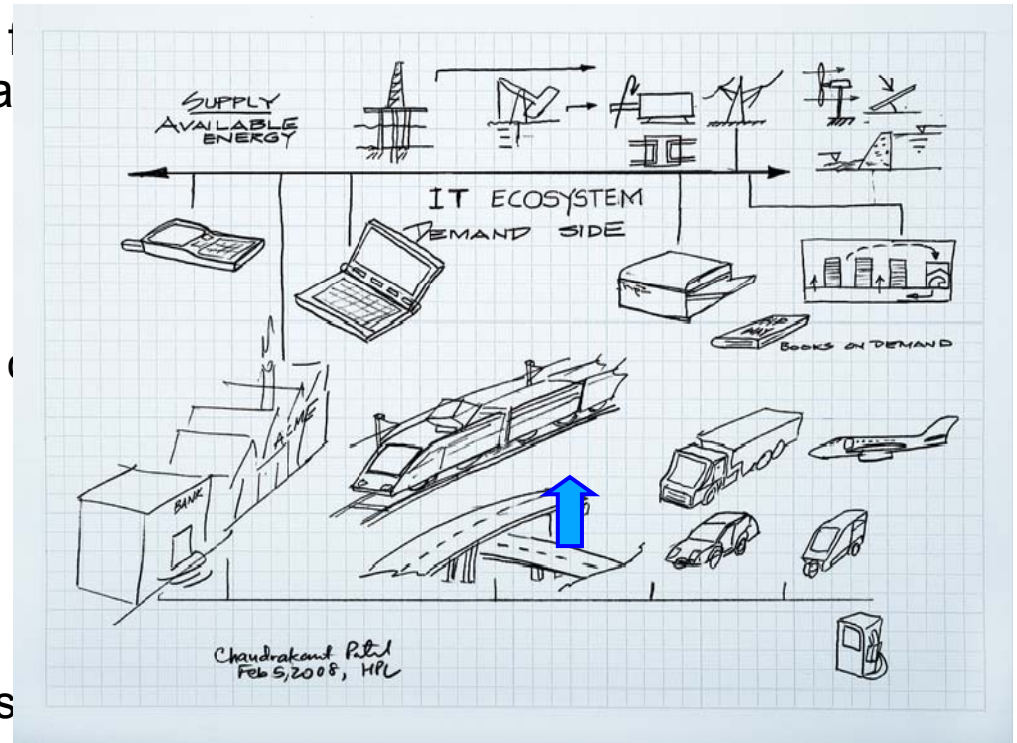 SUPPLY
AVAILABLE
ENERGY
IT ECOSYSTEM
DEMAND SIDE
BOOKS ON DEMAND
ACME
BANK
Chandrakant Patel
Feb 5, 2008, HPL